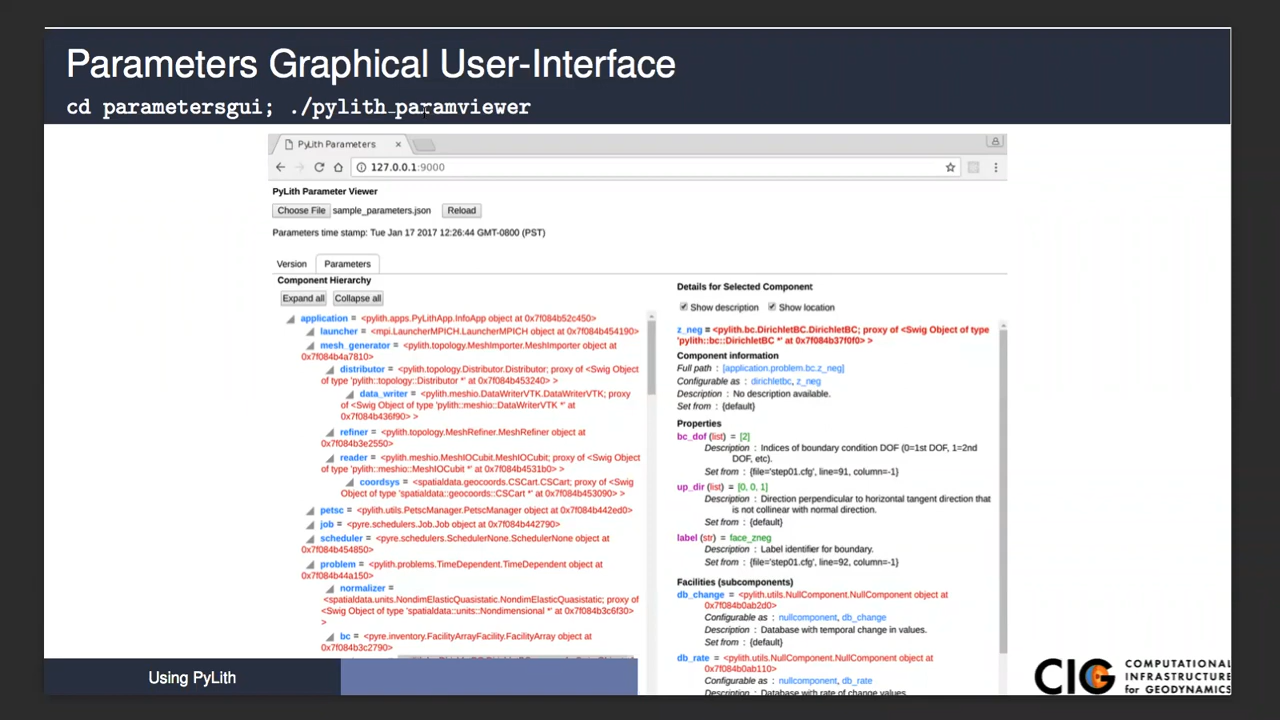 Parameters Graphical User-Interface
cd parametersgui; ./pylith_paramviewer
PyLith Parameters
127.0.0.1:9000
PyLith Parameter Viewer
Choose File sample_parameters.json Reload
Parameters time stamp: Tue Jan 17 2017 12:26:44 GMT-0800 (PST)
Version Parameters
Component Hierarchy
Expand all Collapse all
application = <pylith.apps.PyLithApp.InfoApp object at 0x7f084b52c450>
launcher = <mpi.LauncherMPICH.LauncherMPICH object at 0x7f084b454190>
mesh_generator = <pylith.topology.MeshImporter.MeshImporter object at
0x7f084b4a7810>
distributor = <pylith.topology.Distributor.Distributor; proxy of <Swig Object
of type 'pylith::topology::Distributor *' at 0x7f084b453240> >
data_writer = <pylith.meshio.DataWriterVTK.DataWriterVTK; proxy
of <Swig Object of type 'pylith::meshio::DataWriterVTK *' at
0x7f084b436f90> >
refiner = <pylith.topology.MeshRefiner.MeshRefiner object at
0x7f084b3e2550>
reader = <pylith.meshio.MeshIOCubit.MeshIOCubit; proxy of <Swig Object
of type 'pylith::meshio::MeshIOCubit *' at 0x7f084b4531b0> >
coordsys = <spatialdata.geocoords.CSCart.CSCart; proxy of <Swig
Object of type 'spatialdata::geocoords::CSCart *' at 0x7f084b453090> >
petsc = <pylith.utils.PetscManager.PetscManager object at 0x7f084b442ed0>
job = <pyre.schedulers.Job.Job object at 0x7f084b442790>
scheduler = <pyre.schedulers.SchedulerNone.SchedulerNone object at
0x7f084b454850>
problem = <pylith.problems.TimeDependent.TimeDependent object at
0x7f084b44a150>
normalizer =
<spatialdata.units.NondimElasticQuasistatic.NondimElasticQuasistatic; proxy of
<Swig Object of type 'spatialdata::units::Nondimensional *' at 0x7f084b3c6f30>
>
bc = <pyre.inventory.FacilityArrayFacility.FacilityArray object at
0x7f084b3c2790>
Details for Selected Component
Show description Show location
z_neg = <pylith.bc.DirichletBC.DirichletBC; proxy of <Swig Object of type
'pylith::bc::DirichletBC *' at 0x7f084b37f0f0> >
Component information
Full path : [application.problem.bc.z_neg]
Configurable as : dirichletbc, z_neg
Description : No description available.
Set from : {default}
Properties
bc_dof (list) = [2]
Description : Indices of boundary condition DOF (0=1st DOF, 1=2nd
DOF, etc).
Set from : {file='step01.cfg', line=91, column=-1}
up_dir (list) = [0, 0, 1]
Description : Direction perpendicular to horizontal tangent direction that
is not collinear with normal direction.
Set from : {default}
label (str) = face_zneg
Description : Label identifier for boundary.
Set from : {file='step01.cfg', line=92, column=-1}
Facilities (subcomponents)
db_change = <pylith.utils.NullComponent.NullComponent object at
0x7f084b0ab2d0>
Configurable as : nullcomponent, db_change
Description : Database with temporal change in values.
Set from : {default}
db_rate = <pylith.utils.NullComponent.NullComponent object at
0x7f084b0ab110>
Configurable as : nullcomponent, db_rate
Description : Database with rate of change values.
Using PyLith
CIG COMPUTATIONAL
INFRASTRUCTURE
for GEODYNAMICS